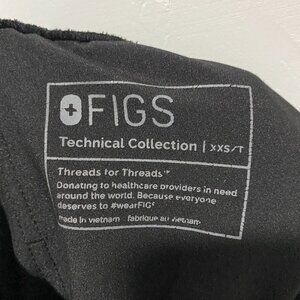 FIGS
Technical Collection | XXS/T
Threads for Threads™
Donating to healthcare providers in need
around the world. Because everyone
deserves to #wearFIGS
made in vietnam · fabriqué au vietnam